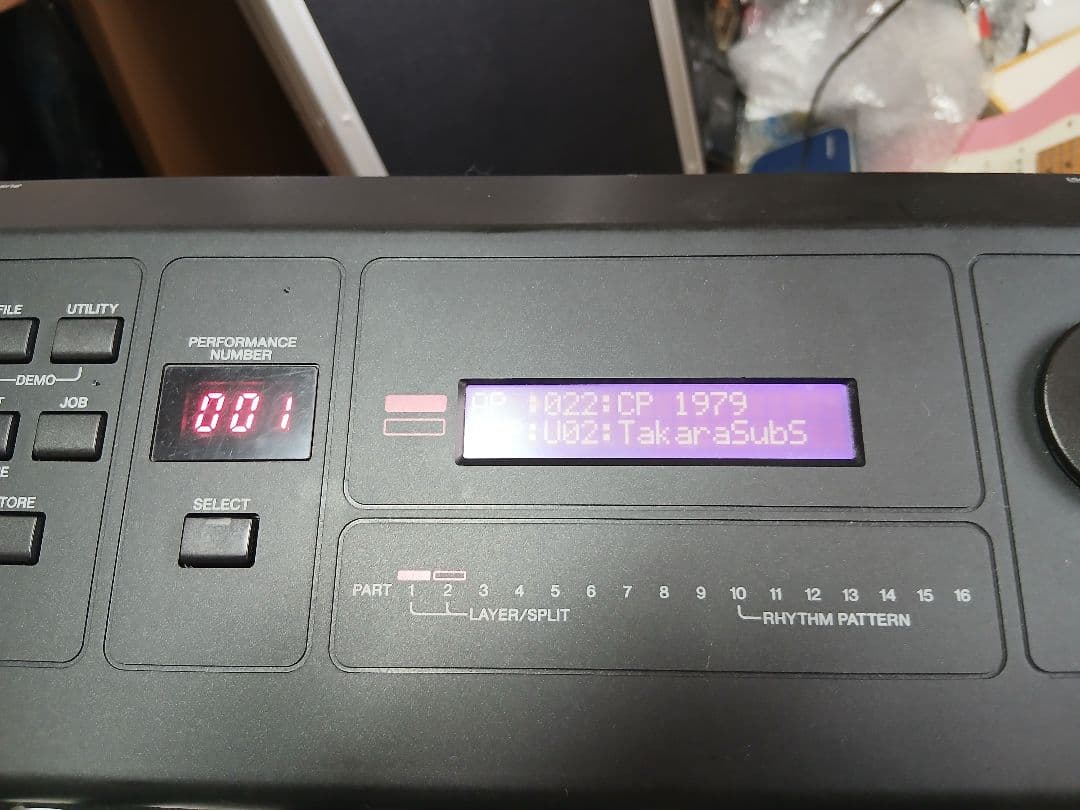 FILE
UTILITY
DEMO
JOB
TORE
PERFORMANCE
NUMBER
001
SELECT
AP :022:CP 1979
:U02:TakaraSubS
PART 1 2 3 4 5 6 7 8 9 10 11 12 13 14 15 16
LAYER/SPLIT
RHYTHM PATTERN